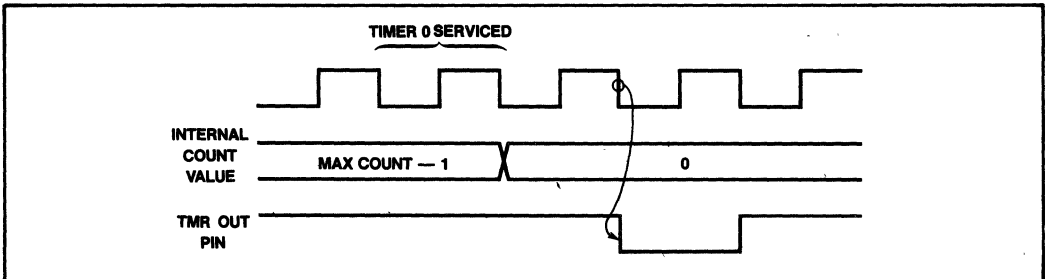 TIMER 0 SERVICED
INTERNAL
COUNT
VALUE
MAX COUNT — 1
0
TMR OUT
PIN